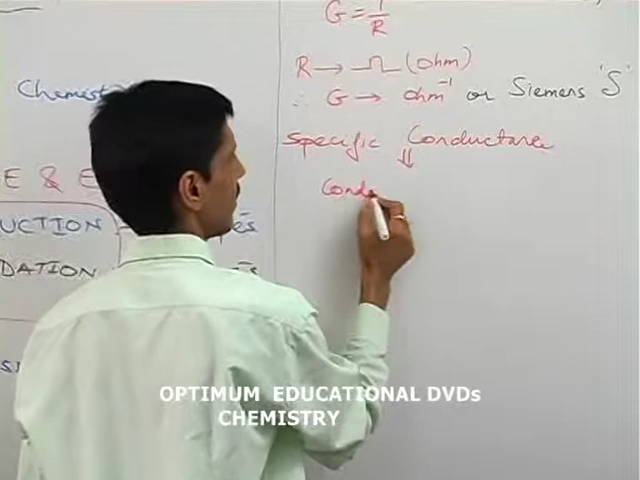 G = 1/R
R → Ω (Ohm)
∴ G → ohm⁻¹ or Siemens 'S'
Specific Conductance
⇓
Cond
Chemist
E & E
UCTION
DATION
OPTIMUM EDUCATIONAL DVDs
CHEMISTRY